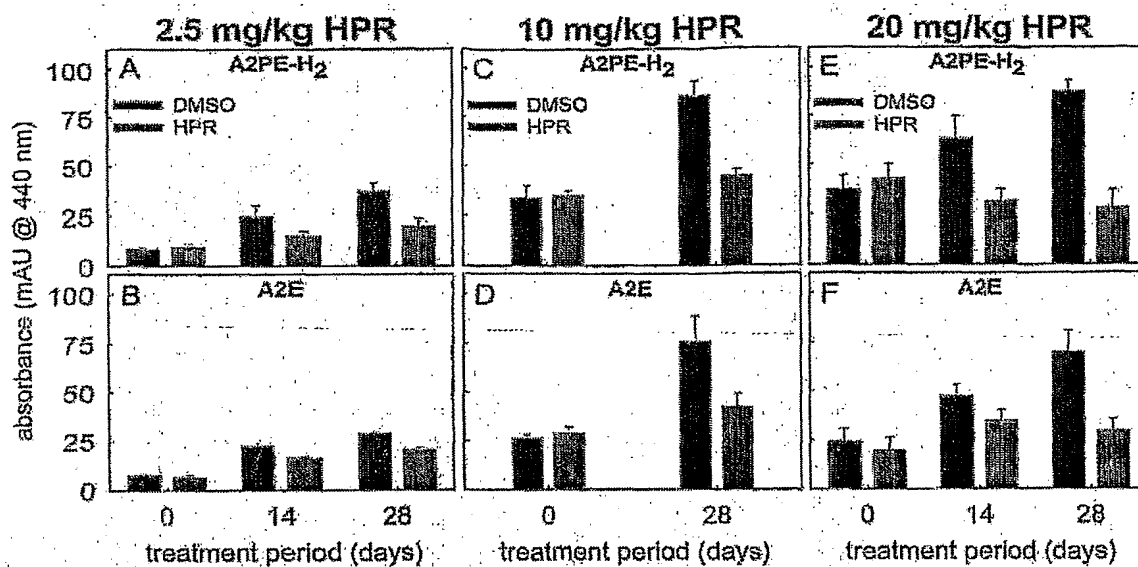 2.5 mg/kg HPR 10 mg/kg HPR 20 mg/kg HPR
A A2PE-H2 C A2PE-H2 E A2PE-H2
DMSO DMSO DMSO
HPR HPR HPR
100
75
50
25
0
B A2E D A2E F A2E
100
75
50
25
0
absorbance (mAU @ 440 nm)
0 14 28 0 28 0 14 28
treatment period (days) treatment period (days) treatment period (days)